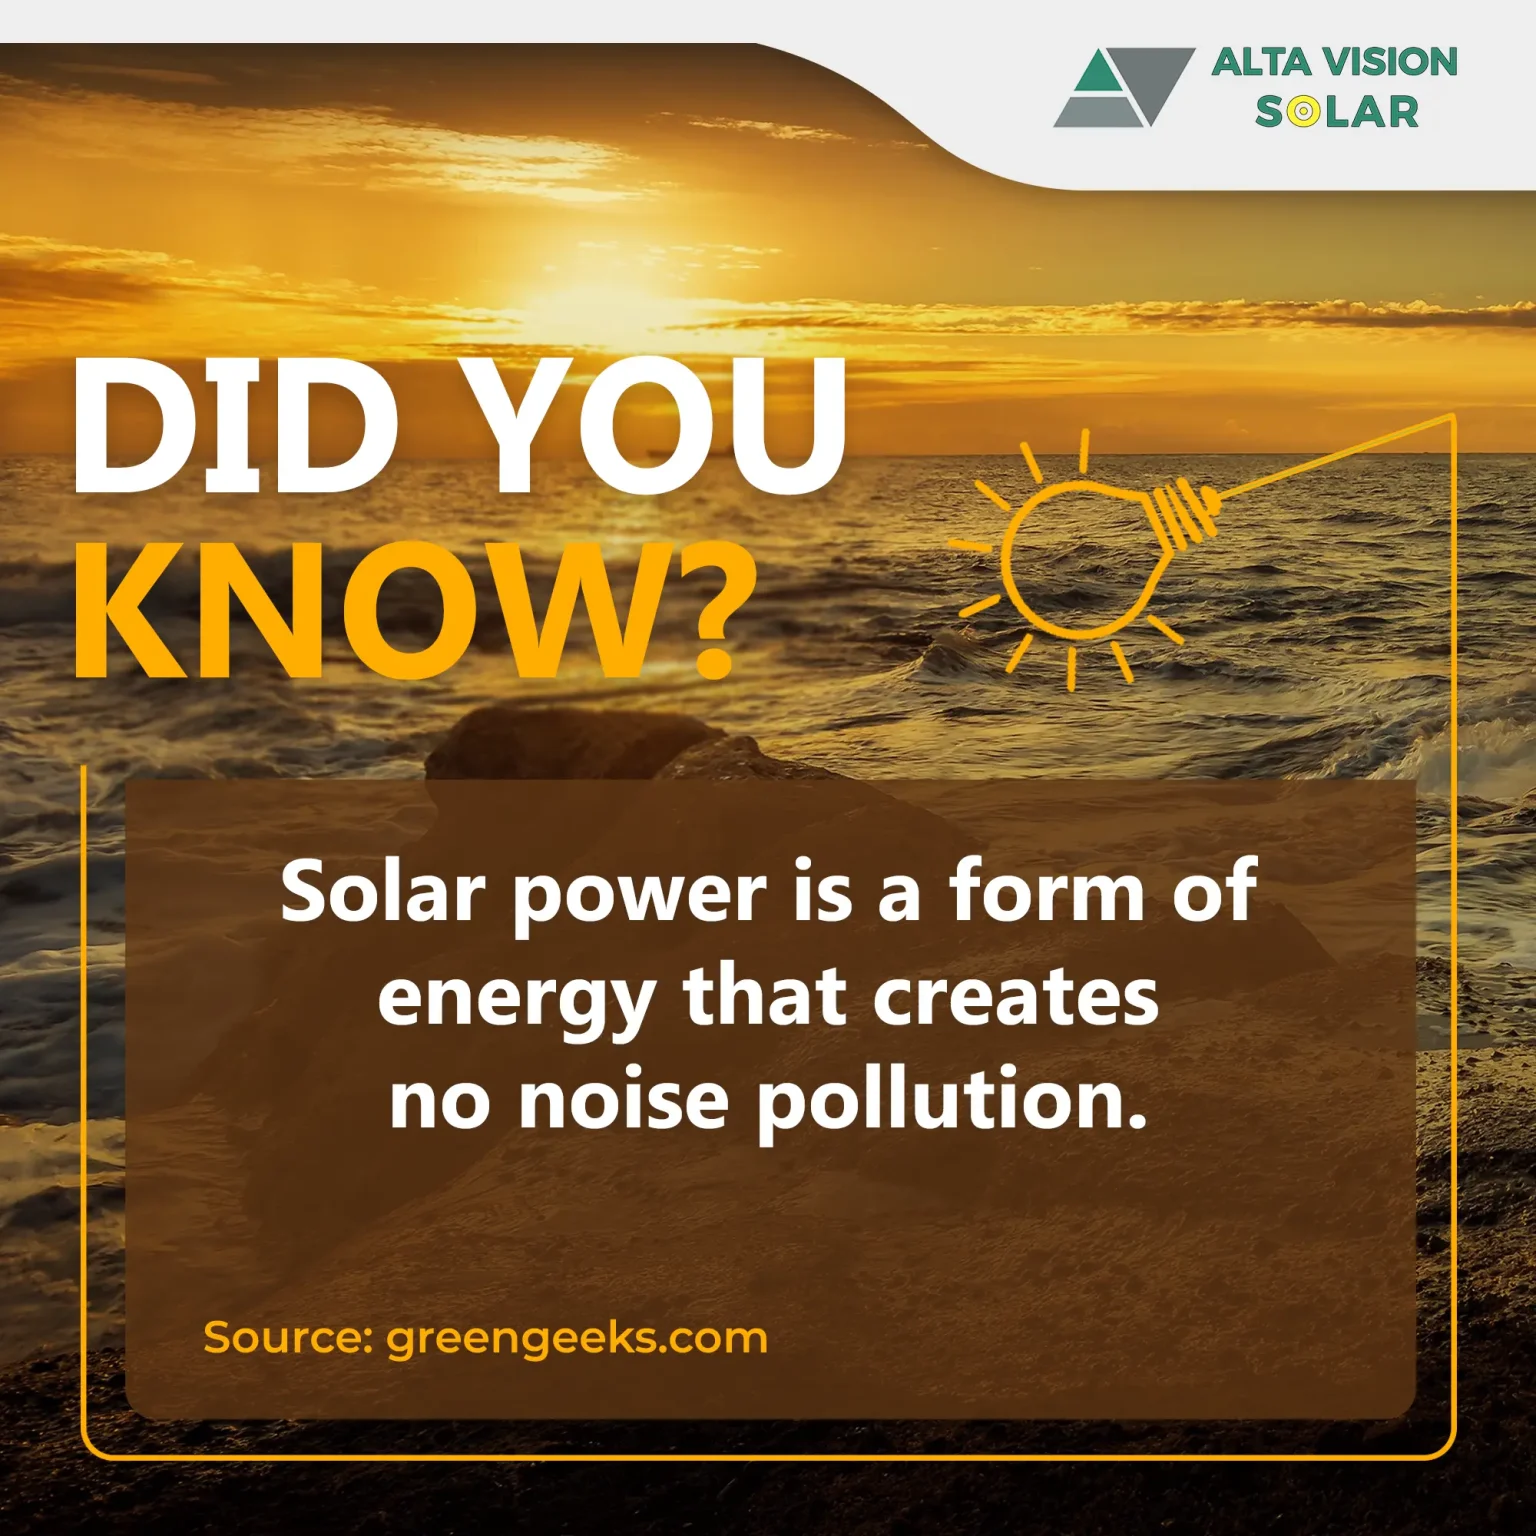 ALTA VISION
SOLAR
DID YOU
KNOW?
Solar power is a form of
energy that creates
no noise pollution.
Source: greengeeks.com